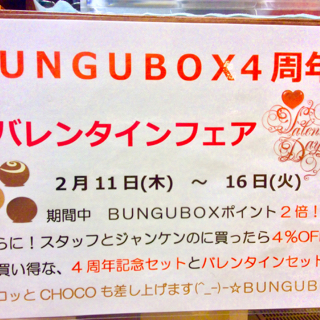 UNGUBOX4周年
バレンタインフェア
Valentine
Day
2月11日(木) ～ 16日(火)
期間中 BUNGUBOXポイント2倍！
らに！スタッフとジャンケンのに買ったら4%OF
買い得な、4周年記念セットとバレンタインセット
コッとCHOCOも差し上げます(^_-)-☆BUNGUB